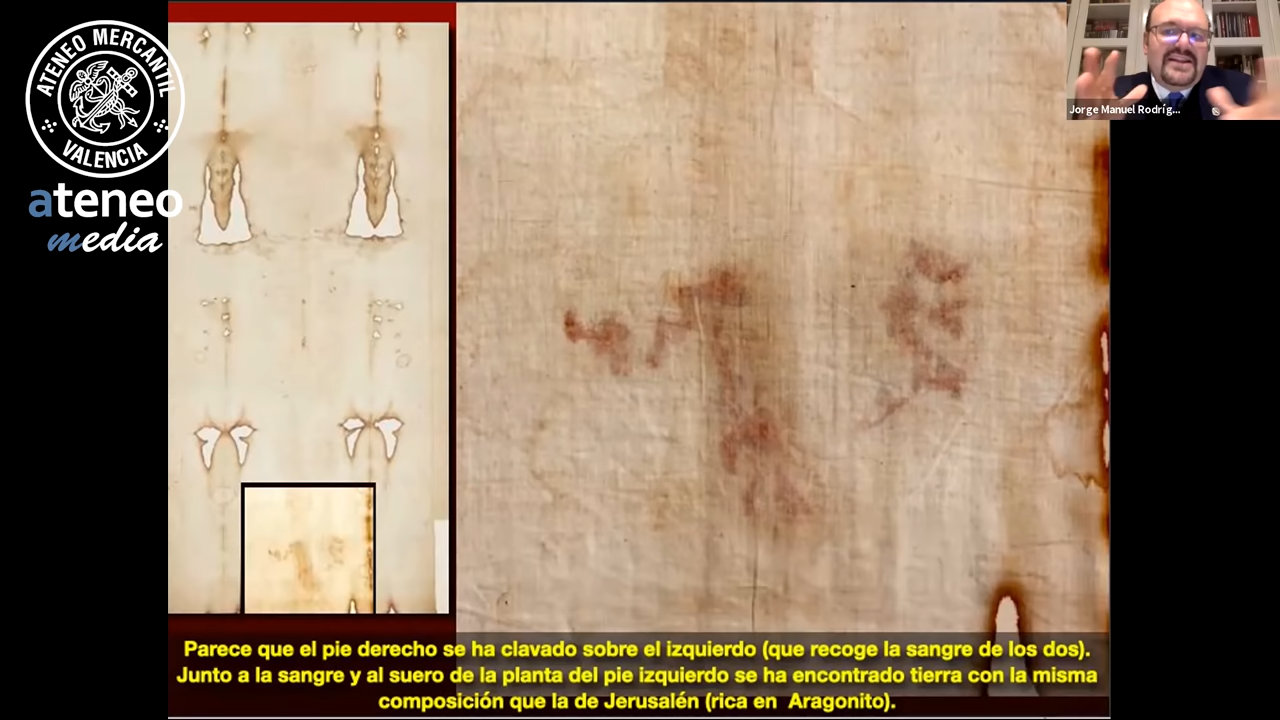 ATENEO MERCANTIL
VALENCIA
ateneo
media
Jorge Manuel Rodríg...
Parece que el pie derecho se ha clavado sobre el izquierdo (que recoge la sangre de los dos).
Junto a la sangre y al suero de la planta del pie izquierdo se ha encontrado tierra con la misma
composición que la de Jerusalén (rica en Aragonito).